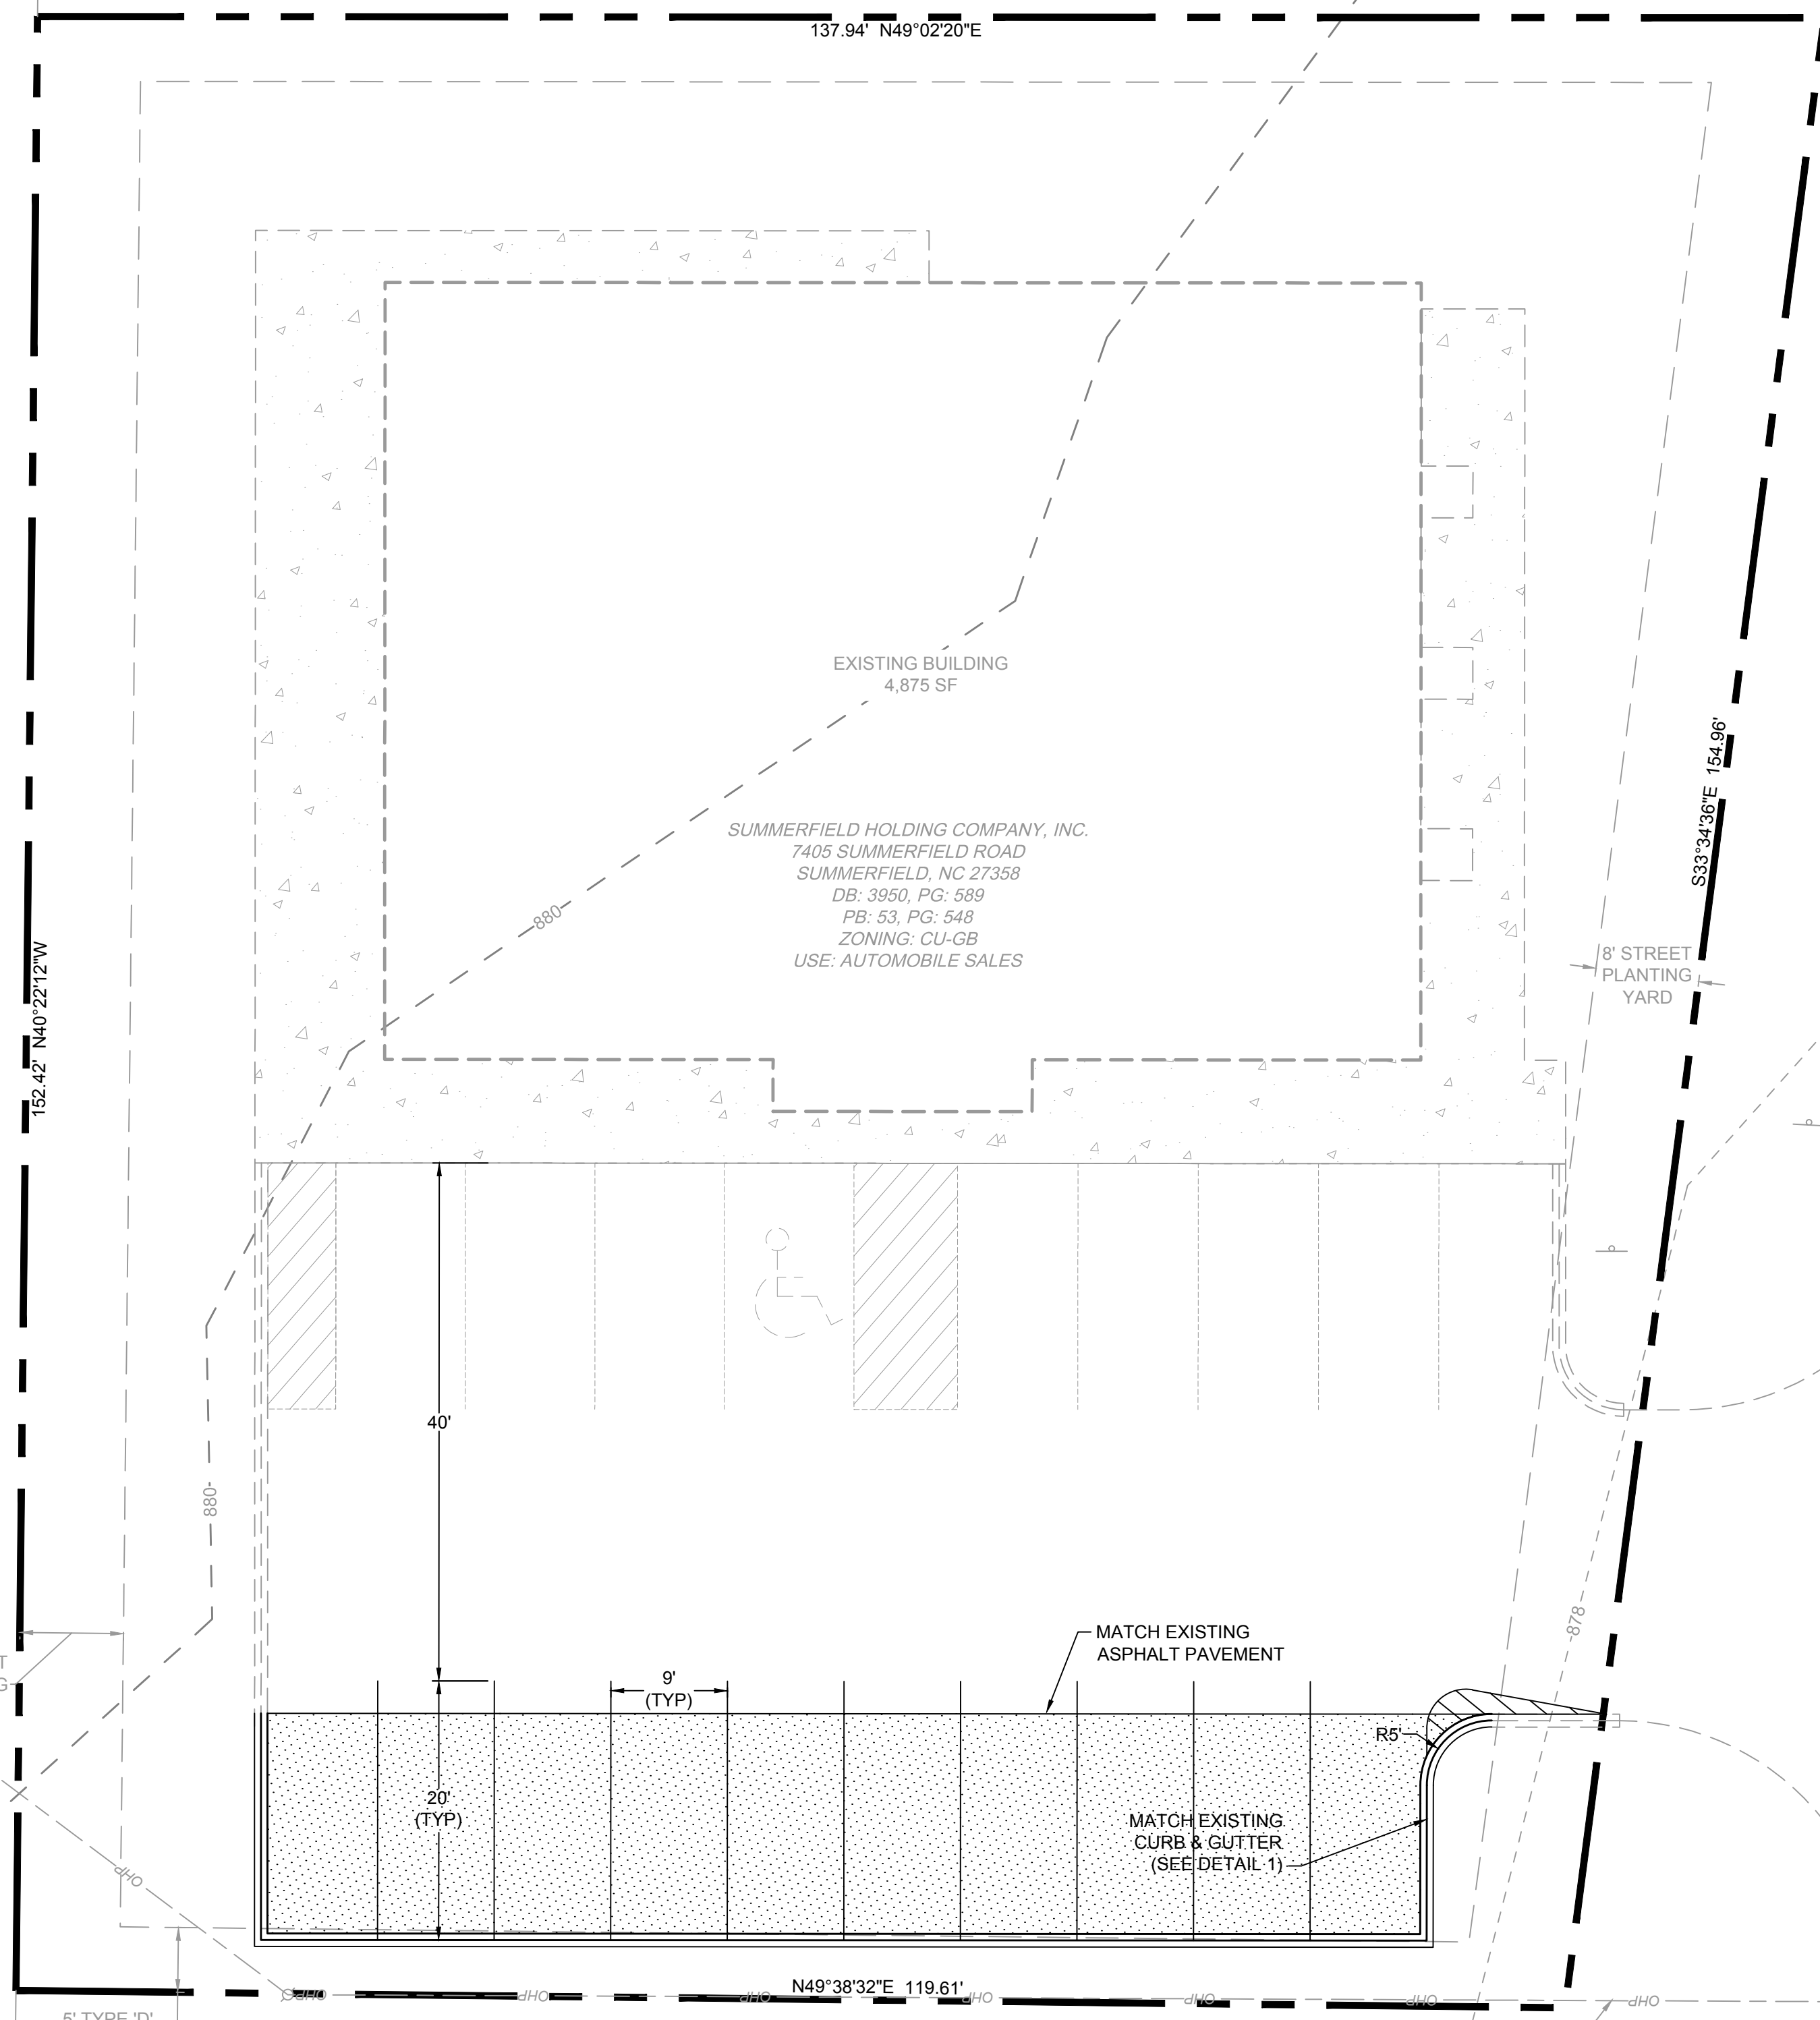 137.94' N49°02'20"E
EXISTING BUILDING
4,875 SF
S33°34'36"E 154.96'
SUMMERFIELD HOLDING COMPANY, INC.
7405 SUMMERFIELD ROAD
SUMMERFIELD, NC 27358
DB: 3950, PG: 589
PB: 53, PG: 548
ZONING: CU-GB
USE: AUTOMOBILE SALES
880
8' STREET
PLANTING
YARD
152.42' N40°22'12"W
40'
880
878
MATCH EXISTING
ASPHALT PAVEMENT
T
G
9'
(TYP)
R5'
20'
(TYP)
MATCH EXISTING
CURB & GUTTER
(SEE DETAIL 1)
OHP
N49°38'32"E 119.61'
OHP
OHP
OHP
OHP
OHP
OHP
OHP
5' TYPE 'D'